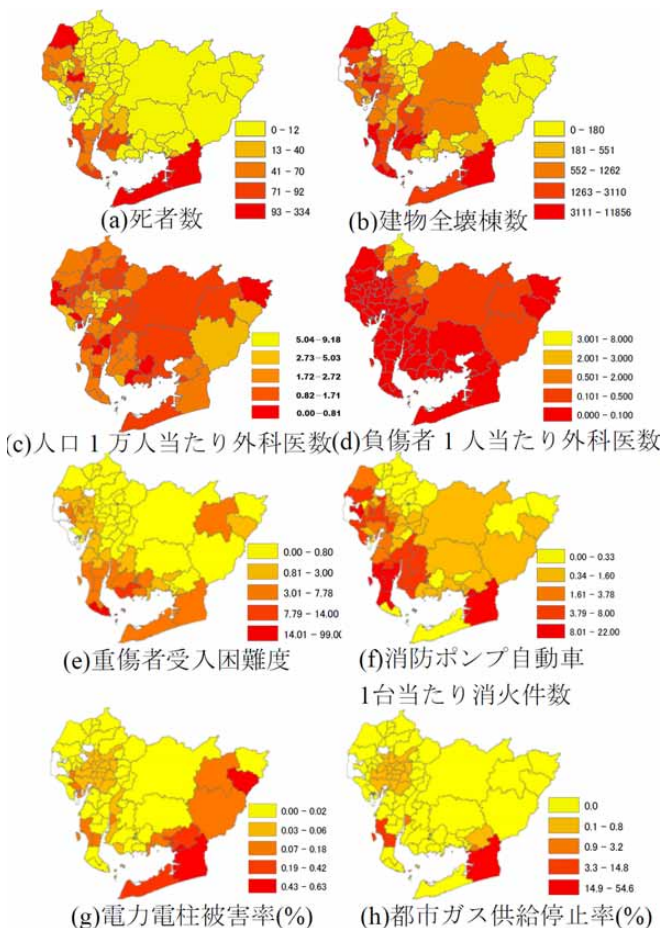 0 - 12
13 - 40
41 - 70
71 - 92
93 - 334
(a)死者数
0 - 180
181 - 551
552 - 1262
1263 - 3110
3111 - 11856
(b)建物全壊棟数
5.04 - 9.18
2.73 - 5.03
1.72 - 2.72
0.82 - 1.71
0.00 - 0.81
(c)人口1万人当たり外科医数
3.001 - 8.000
2.001 - 3.000
0.501 - 2.000
0.101 - 0.500
0.000 - 0.100
(d)負傷者1人当たり外科医数
0.00 - 0.80
0.81 - 3.00
3.01 - 7.78
7.79 - 14.00
14.01 - 99.00
(e)重傷者受入困難度
0.00 - 0.33
0.34 - 1.60
1.61 - 3.78
3.79 - 8.00
8.01 - 22.00
(f)消防ポンプ自動車
1台当たり消火件数
0.00 - 0.02
0.03 - 0.06
0.07 - 0.18
0.19 - 0.42
0.43 - 0.63
(g)電力電柱被害率(%)
0.0
0.1 - 0.8
0.9 - 3.2
3.3 - 14.8
14.9 - 54.6
(h)都市ガス供給停止率(%)